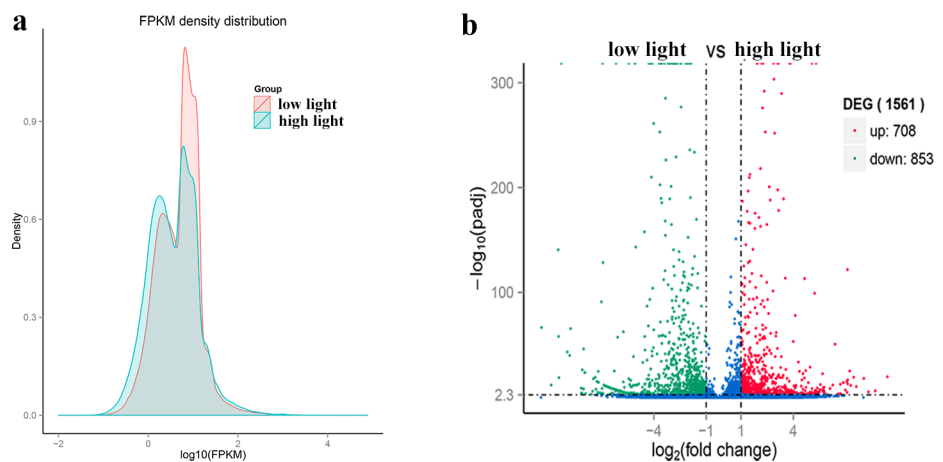 a
FPKM density distribution
Density
0.9
0.6
0.3
0.0
−2
0
2
4
log10(FPKM)
Group
low light
high light
b
low light VS high light
−log10(padj)
300
200
100
2.3
−4
−1
1
4
log2(fold change)
DEG ( 1561 )
up: 708
down: 853